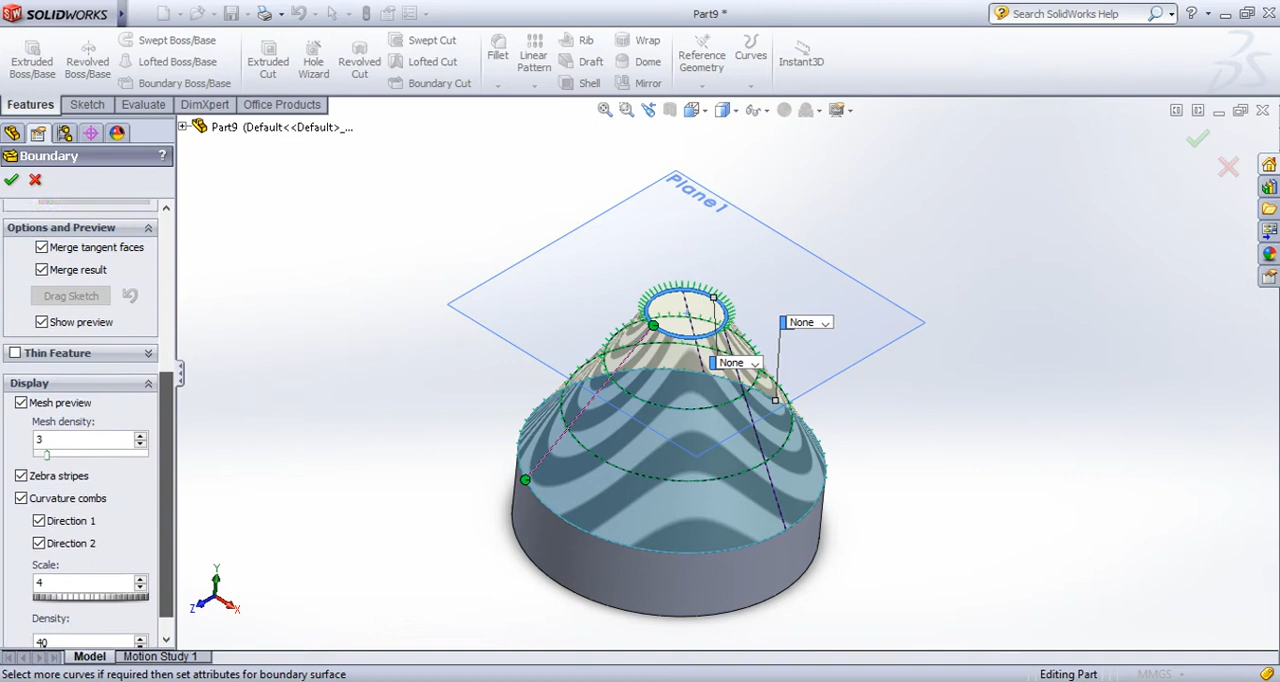 SOLIDWORKS
Part9 *
Search SolidWorks Help
Extruded Boss/Base
Revolved Boss/Base
Swept Boss/Base
Lofted Boss/Base
Boundary Boss/Base
Extruded Cut
Hole Wizard
Revolved Cut
Swept Cut
Lofted Cut
Boundary Cut
Fillet
Linear Pattern
Rib
Draft
Shell
Wrap
Dome
Mirror
Reference Geometry
Curves
Instant3D
Features
Sketch
Evaluate
DimXpert
Office Products
Part9 (Default<<Default>_...
Boundary
?
Options and Preview
Merge tangent faces
Merge result
Drag Sketch
Show preview
Thin Feature
Display
Mesh preview
Mesh density:
3
Zebra stripes
Curvature combs
Direction 1
Direction 2
Scale:
4
Density:
40
Plane1
None
None
Y
Z
X
Model
Motion Study 1
Select more curves if required then set attributes for boundary surface
Editing Part
MMGS